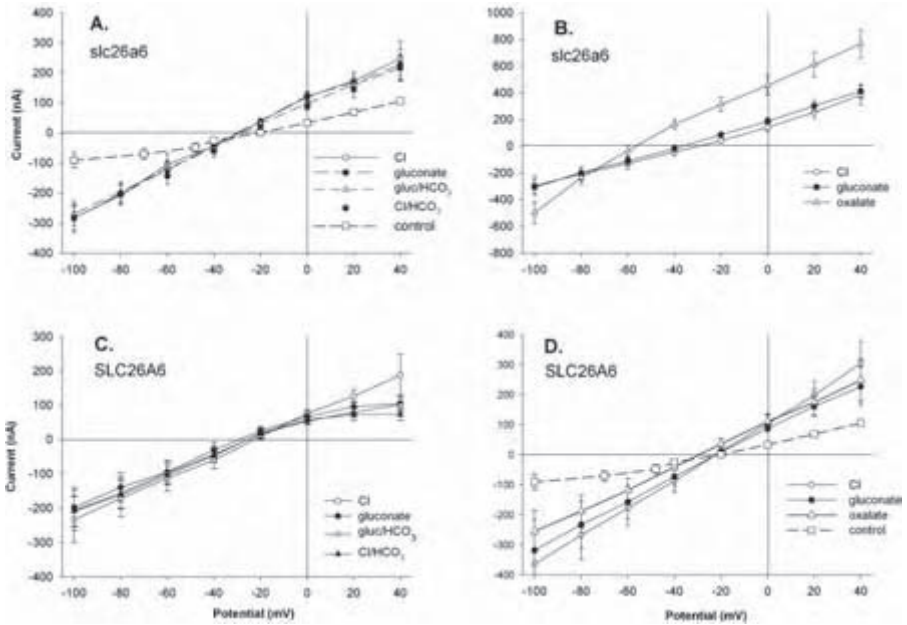 A.
slc26a6
400
300
200
100
0
-100
-200
-300
-400
Current (nA)
-100 -80 -60 -40 -20 0 20 40
Cl
gluconate
gluc/HCO3
Cl/HCO3
control
B.
slc26a6
1000
800
600
400
200
0
-200
-400
-600
-800
-100 -80 -60 -40 -20 0 20 40
Cl
gluconate
oxalate
C.
SLC26A6
300
200
100
0
-100
-200
-300
-400
Current (nA)
-100 -80 -60 -40 -20 0 20 40
Potential (mV)
Cl
gluconate
gluc/HCO3
Cl/HCO3
D.
SLC26A6
400
300
200
100
0
-100
-200
-300
-400
-100 -80 -60 -40 -20 0 20 40
Potential (mV)
Cl
gluconate
oxalate
control